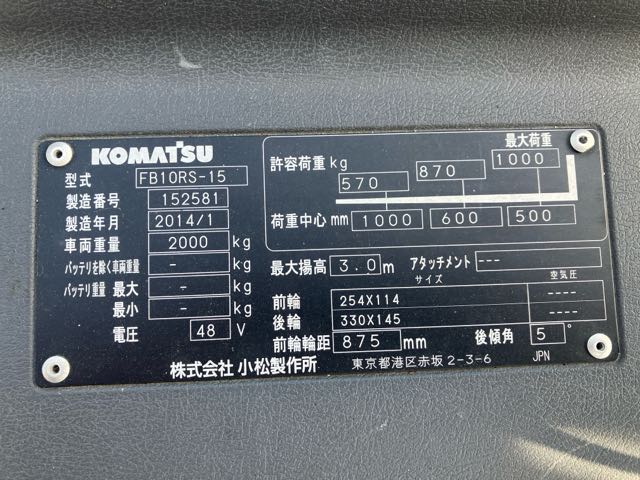 KOMATSU
型式 FB10RS-15
製造番号 152581
製造年月 2014/1
車両重量 2000 kg
バッテリを除く車両重量 - kg
バッテリ重量 最大 - kg
最小 - kg
電圧 48 V
最大荷重
許容荷重 kg 570 870 1000
荷重中心 mm 1000 600 500
最大揚高 3.0 m アタッチメント ---
サイズ 空気圧
前輪 254X114 ----
後輪 330X145 ----
前輪輪距 875 mm 後傾角 5 °
株式会社 小松製作所 東京都港区赤坂 2-3-6 JPN